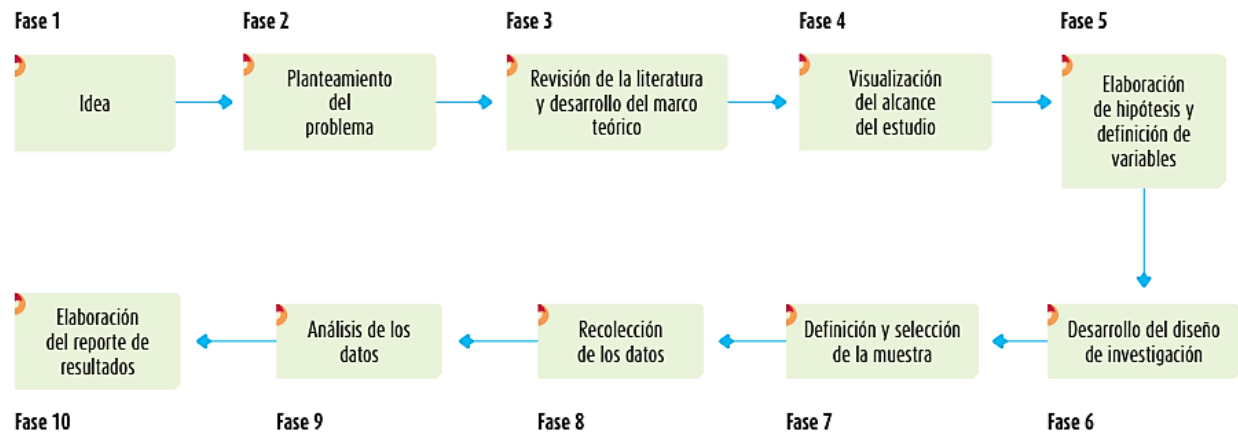 Fase 1
Idea
Fase 2
Planteamiento
del
problema
Fase 3
Revisión de la literatura
y desarrollo del marco
teórico
Fase 4
Visualización
del alcance
del estudio
Fase 5
Elaboración
de hipótesis y
definición de
variables
Desarrollo del diseño
de investigación
Fase 6
Definición y selección
de la muestra
Fase 7
Recolección
de los datos
Fase 8
Análisis de los
datos
Fase 9
Elaboración
del reporte de
resultados
Fase 10